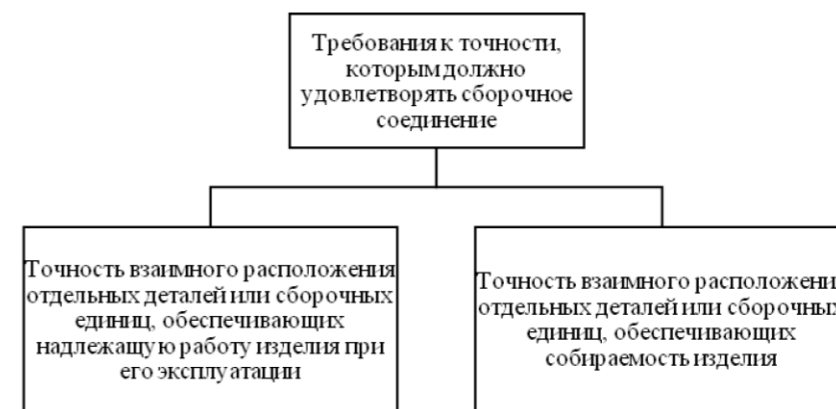 Требования к точности,
которым должно
удовлетворять сборочное
соединение
Точность взаимного расположения
отдельных деталей или сборочных
единиц, обеспечивающих
надлежащую работу изделия при
его эксплуатации
Точность взаимного расположени
отдельных деталей или сборочны
единиц, обеспечивающих
собираемость изделия